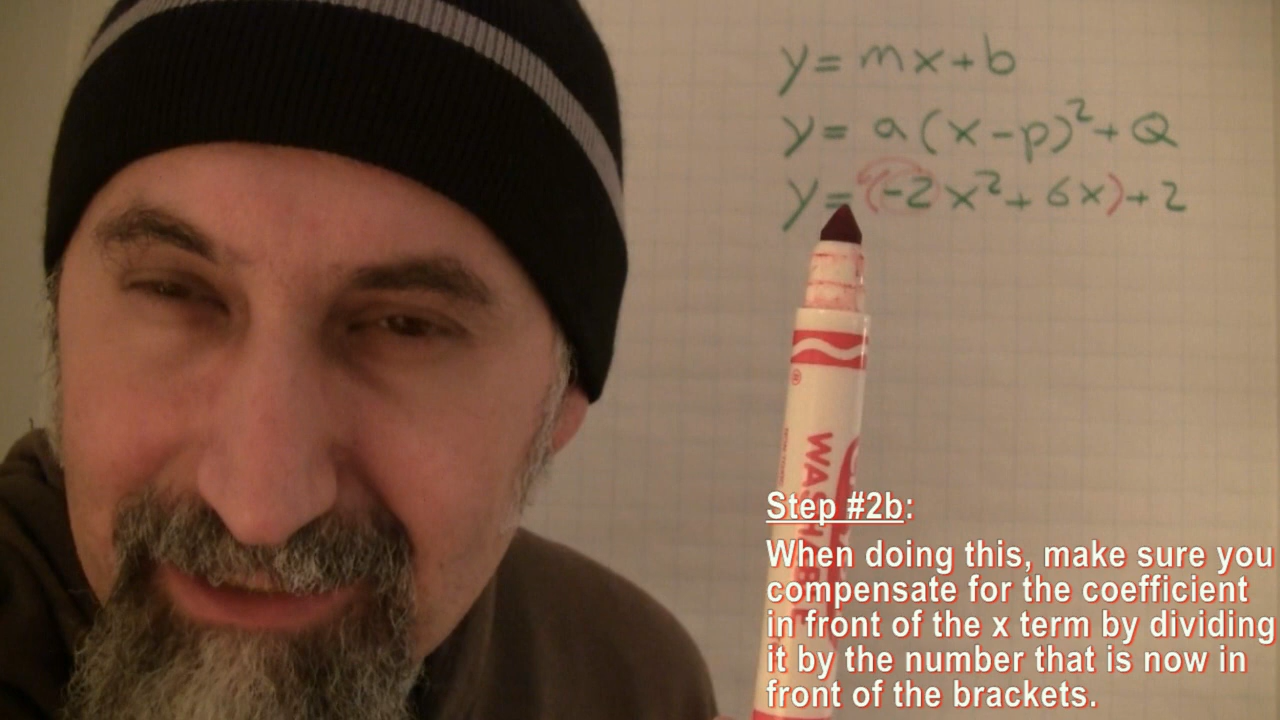 y = mx + b
y = a(x - p)² + Q
y = (-2x² + 6x) + 2
WASHABLE
Step #2b:
When doing this, make sure you
compensate for the coefficient
in front of the x term by dividing
it by the number that is now in
front of the brackets.